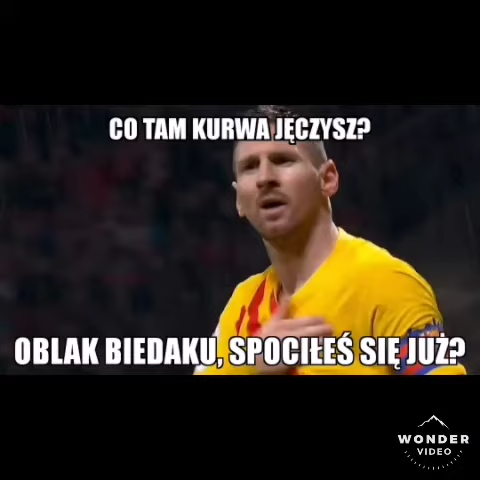 CO TAM KURWA JĘCZYSZ?
OBLAK BIEDAKU, SPOCIŁEŚ SIĘ JUŻ?
WONDER
VIDEO